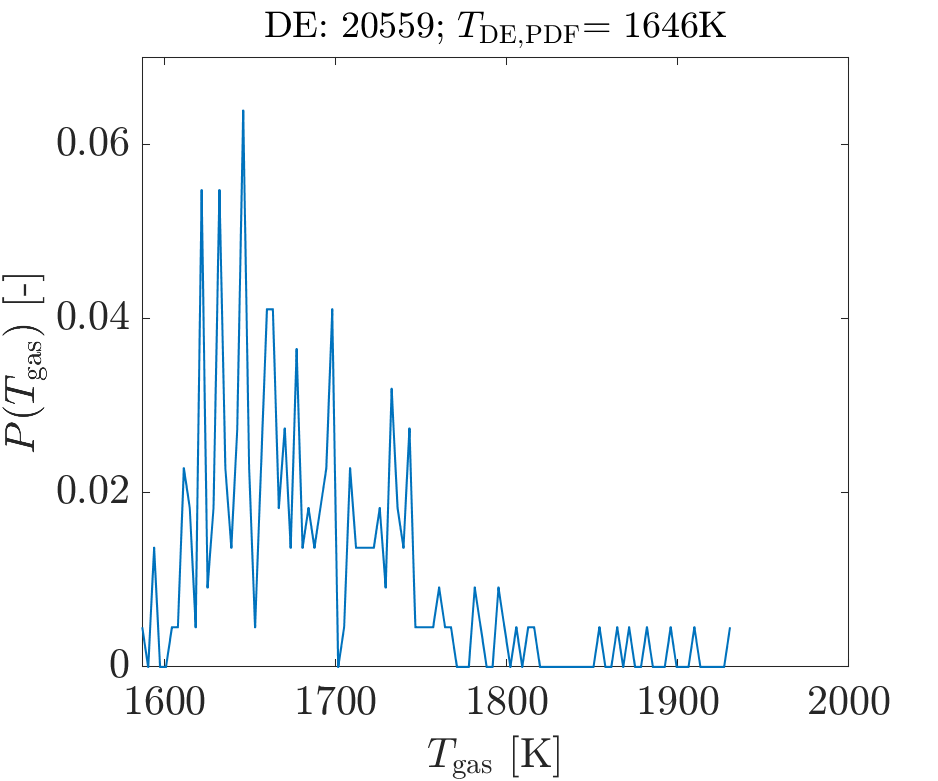 DE: 20559; T_DE,PDF= 1646K
0.06
0.04
0.02
0
P(T_gas) [-]
1600 1700 1800 1900 2000
T_gas [K]